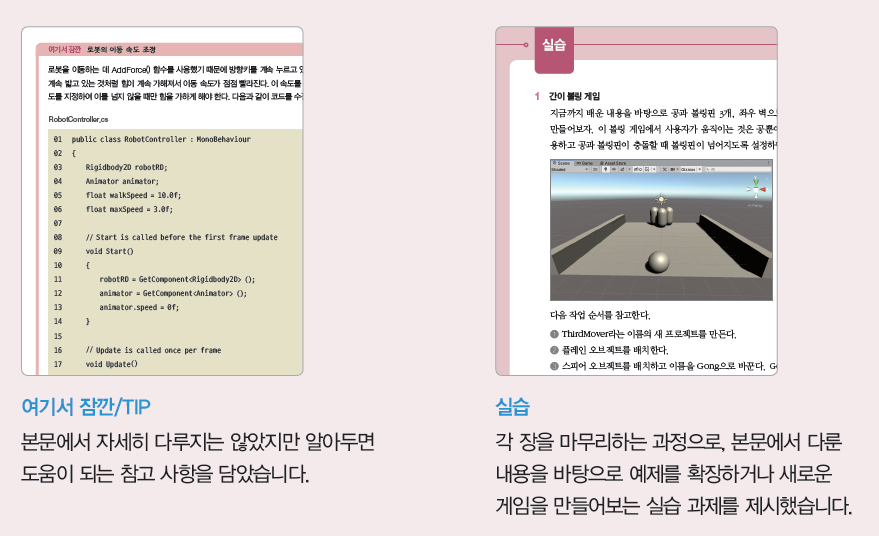 여기서 잠깐 로봇의 이동 속도 조정
로봇을 이동하는 데 AddForce() 함수를 사용했기 때문에 방향키를 계속 누르고
계속 밟고 있는 것처럼 힘이 계속 가해져서 이동 속도가 점점 빨라진다. 이 속도를
도를 지정하여 이를 넘지 않을 때만 힘을 가하게 해야 한다. 다음과 같이 코드를
RobotController.cs
01 public class RobotController : MonoBehaviour
02 {
03 Rigidbody2D robotRD;
04 Animator animator;
05 float walkSpeed = 10.0f;
06 float maxSpeed = 3.0f;
07
08 // Start is called before the first frame update
09 void Start()
10 {
11 robotRD = GetComponent<Rigidbody2D> ();
12 animator = GetComponent<Animator> ();
13 animator.speed = 0f;
14 }
15
16 // Update is called once per frame
17 void Update()
여기서 잠깐/TIP
본문에서 자세히 다루지는 않았지만 알아두면
도움이 되는 참고 사항을 담았습니다.
실습
1 간이 볼링 게임
지금까지 배운 내용을 바탕으로 공과 볼링핀 3개, 좌우 벽으
만들어보자. 이 볼링 게임에서 사용자가 움직이는 것은 공뿐이
용하고 공과 볼링핀이 충돌할 때 볼링핀이 넘어지도록 설정하
Scene Game Asset Store
Shaded 2D Gizmos
다음 작업 순서를 참고한다.
❶ ThirdMover라는 이름의 새 프로젝트를 만든다.
❷ 플레인 오브젝트를 배치한다.
❸ 스피어 오브젝트를 배치하고 이름을 Gong으로 바꾼다.
실습
각 장을 마무리하는 과정으로, 본문에서 다룬
내용을 바탕으로 예제를 확장하거나 새로운
게임을 만들어보는 실습 과제를 제시했습니다.